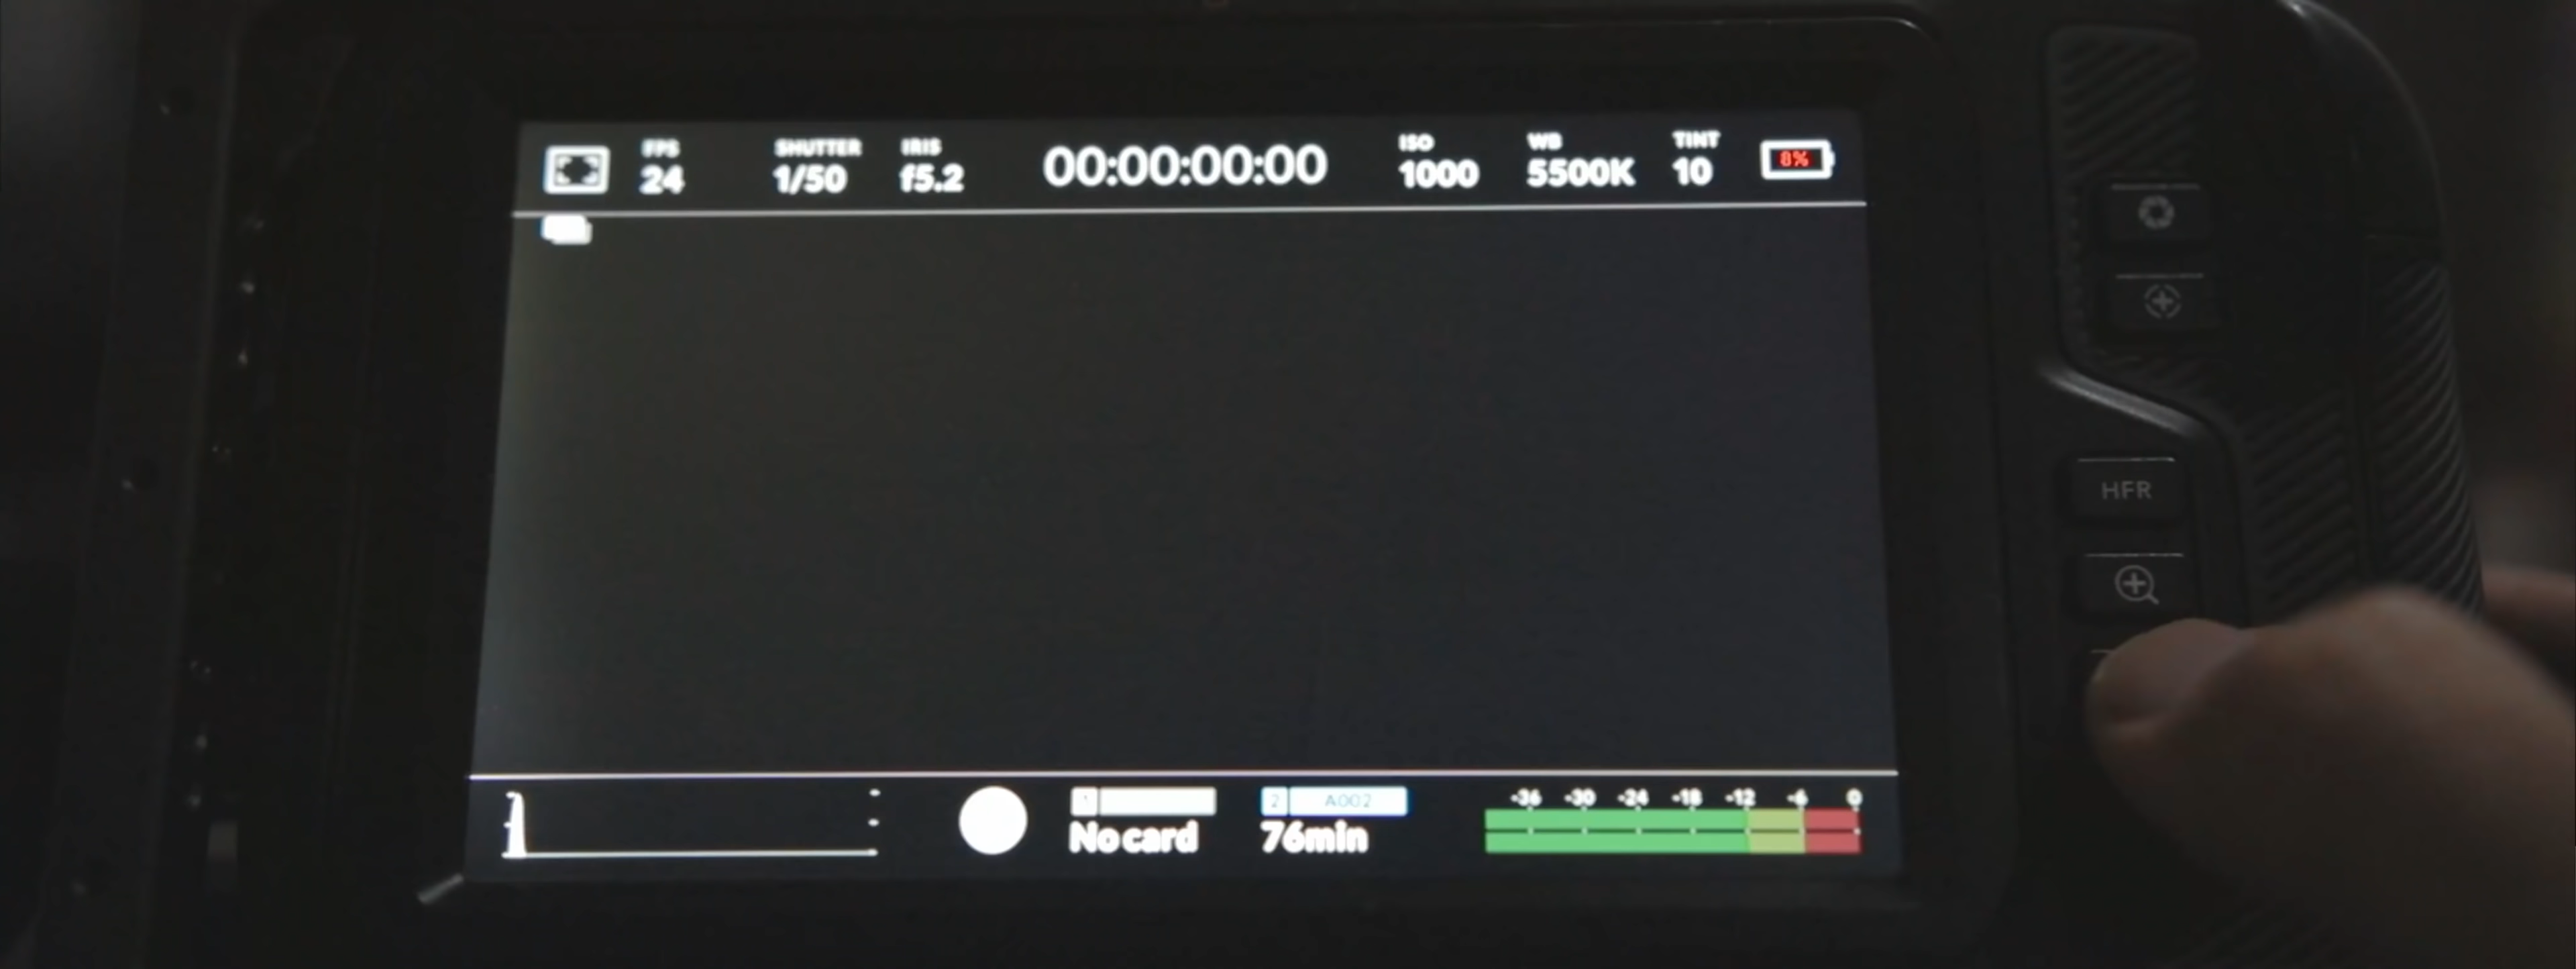 FPS SHUTTER IRIS ISO WB TINT
24 1/50 f5.2 00:00:00:00 1000 5500K 10 8%
HFR
1 2 A002 -36 -30 -24 -18 -12 -6 0
No card 76min